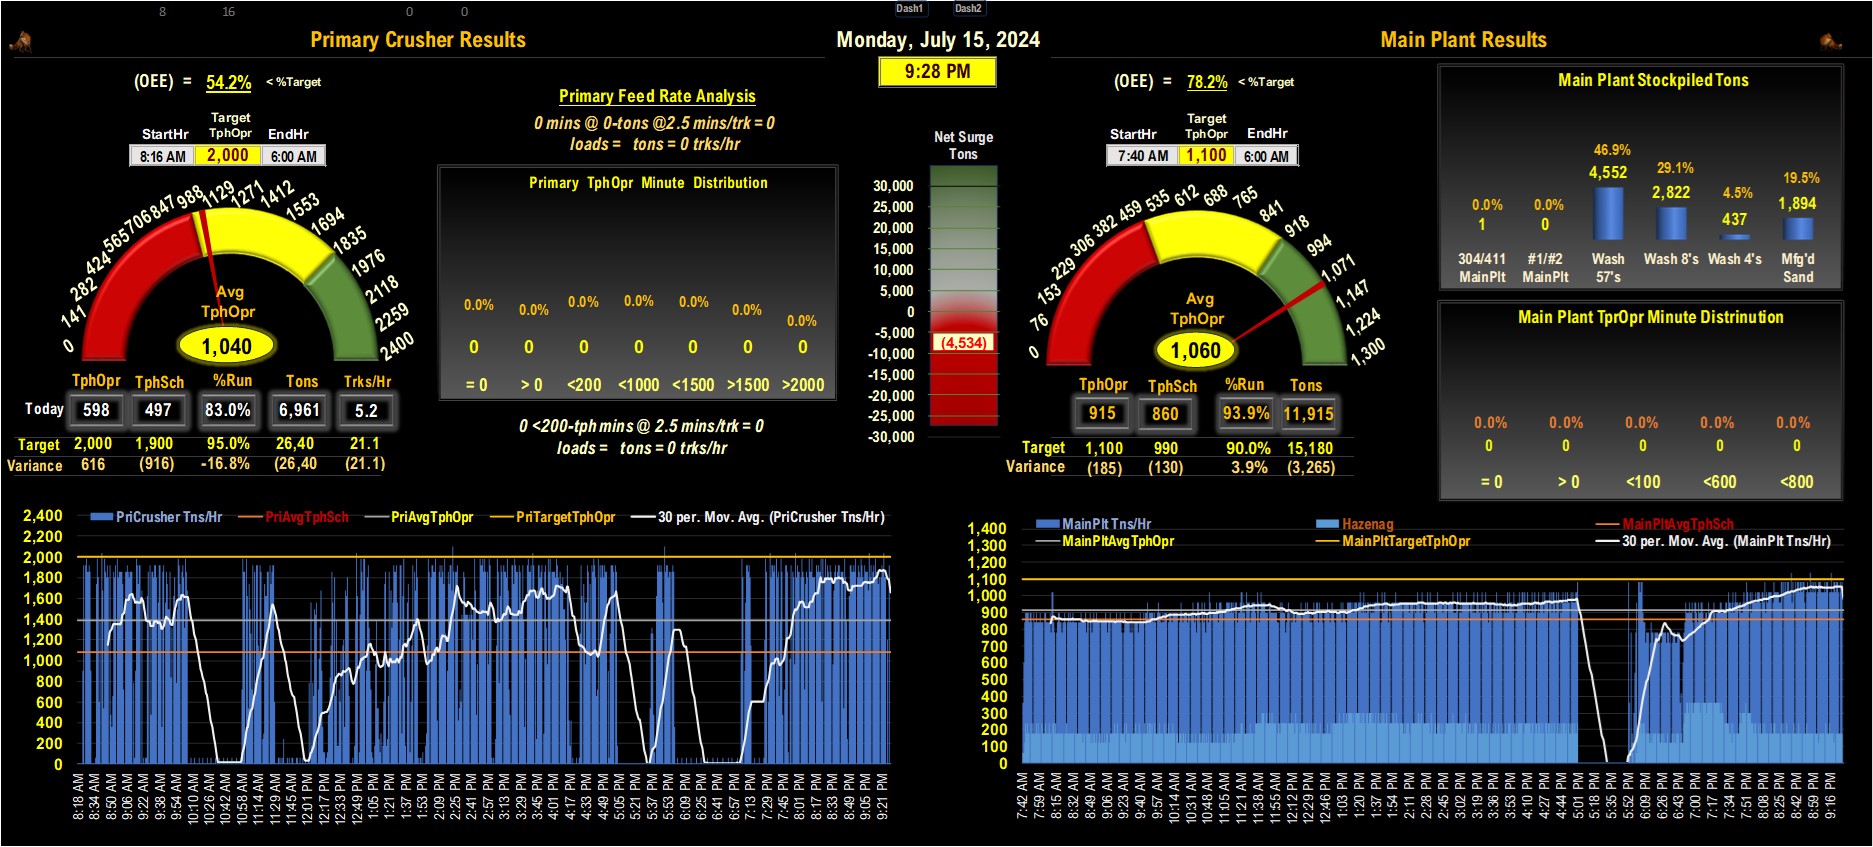 8 16 0 0 Dash1 Dash2
Primary Crusher Results
Monday, July 15, 2024
Main Plant Results
9:28 PM
(OEE) = 54.2% < %Target
Target
StartHr TphOpr EndHr
8:16 AM 2,000 6:00 AM
0 141 282 424 565 706 847 988 1129 1271 1412 1553 1694 1835 1976 2118 2259 2400
Avg
TphOpr
1,040
TphOpr TphSch %Run Tons Trks/Hr
Today 598 497 83.0% 6,961 5.2
Target 2,000 1,900 95.0% 26,40 21.1
Variance 616 (916) -16.8% (26,40 (21.1)
Primary Feed Rate Analysis
0 mins @ 0-tons @2.5 mins/trk = 0
loads = tons = 0 trks/hr
Primary TphOpr Minute Distribution
0.0% 0.0% 0.0% 0.0% 0.0% 0.0% 0.0%
0 0 0 0 0 0 0
= 0 > 0 <200 <1000 <1500 >1500 >2000
0 <200-tph mins @ 2.5 mins/trk = 0
loads = tons = 0 trks/hr
Net Surge
Tons
30,000
25,000
20,000
15,000
10,000
5,000
0
-5,000
(4,534)
-10,000
-15,000
-20,000
-25,000
-30,000
(OEE) = 78.2% < %Target
Target
StartHr TphOpr EndHr
7:40 AM 1,100 6:00 AM
0 76 153 229 306 382 459 535 612 688 765 841 918 994 1,071 1,147 1,224 1,300
Avg
TphOpr
1,060
TphOpr TphSch %Run Tons
915 860 93.9% 11,915
Target 1,100 990 90.0% 15,180
Variance (185) (130) 3.9% (3,265)
Main Plant Stockpiled Tons
0.0% 0.0% 46.9% 29.1% 4.5% 19.5%
1 0 4,552 2,822 437 1,894
304/411 #1/#2 Wash Wash 8's Wash 4's Mfg'd
MainPlt MainPlt 57's Sand
Main Plant TprOpr Minute Distrinution
0.0% 0.0% 0.0% 0.0% 0.0%
0 0 0 0 0
= 0 > 0 <100 <600 <800
PriCrusher Tns/Hr PriAvgTphSch PriAvgTphOpr PriTargetTphOpr 30 per. Mov. Avg. (PriCrusher Tns/Hr)
2,400
2,200
2,000
1,800
1,600
1,400
1,200
1,000
800
600
400
200
0
8:18 AM 8:34 AM 8:50 AM 9:06 AM 9:22 AM 9:38 AM 9:54 AM 10:10 AM 10:26 AM 10:42 AM 10:58 AM 11:14 AM 11:29 AM 11:45 AM 12:01 PM 12:17 PM 12:33 PM 12:49 PM 1:05 PM 1:21 PM 1:37 PM 1:53 PM 2:09 PM 2:25 PM 2:41 PM 2:57 PM 3:13 PM 3:29 PM 3:45 PM 4:01 PM 4:17 PM 4:33 PM 4:49 PM 5:05 PM 5:21 PM 5:37 PM 5:53 PM 6:09 PM 6:25 PM 6:41 PM 6:57 PM 7:13 PM 7:29 PM 7:45 PM 8:01 PM 8:17 PM 8:33 PM 8:49 PM 9:05 PM 9:21 PM
MainPlt Tns/Hr Hazenag MainPltAvgTphSch
MainPltAvgTphOpr MainPltTargetTphOpr 30 per. Mov. Avg. (MainPlt Tns/Hr)
1,400
1,300
1,200
1,100
1,000
900
800
700
600
500
400
300
200
100
0
7:42 AM 7:59 AM 8:15 AM 8:32 AM 8:49 AM 9:06 AM 9:23 AM 9:40 AM 9:57 AM 10:14 AM 10:31 AM 10:48 AM 11:05 AM 11:21 AM 11:38 AM 11:55 AM 12:12 PM 12:29 PM 12:46 PM 1:03 PM 1:20 PM 1:37 PM 1:54 PM 2:11 PM 2:28 PM 2:45 PM 3:02 PM 3:19 PM 3:36 PM 3:53 PM 4:10 PM 4:27 PM 4:44 PM 5:01 PM 5:18 PM 5:35 PM 5:52 PM 6:09 PM 6:26 PM 6:43 PM 7:00 PM 7:17 PM 7:34 PM 7:51 PM 8:08 PM 8:25 PM 8:42 PM 8:59 PM 9:16 PM